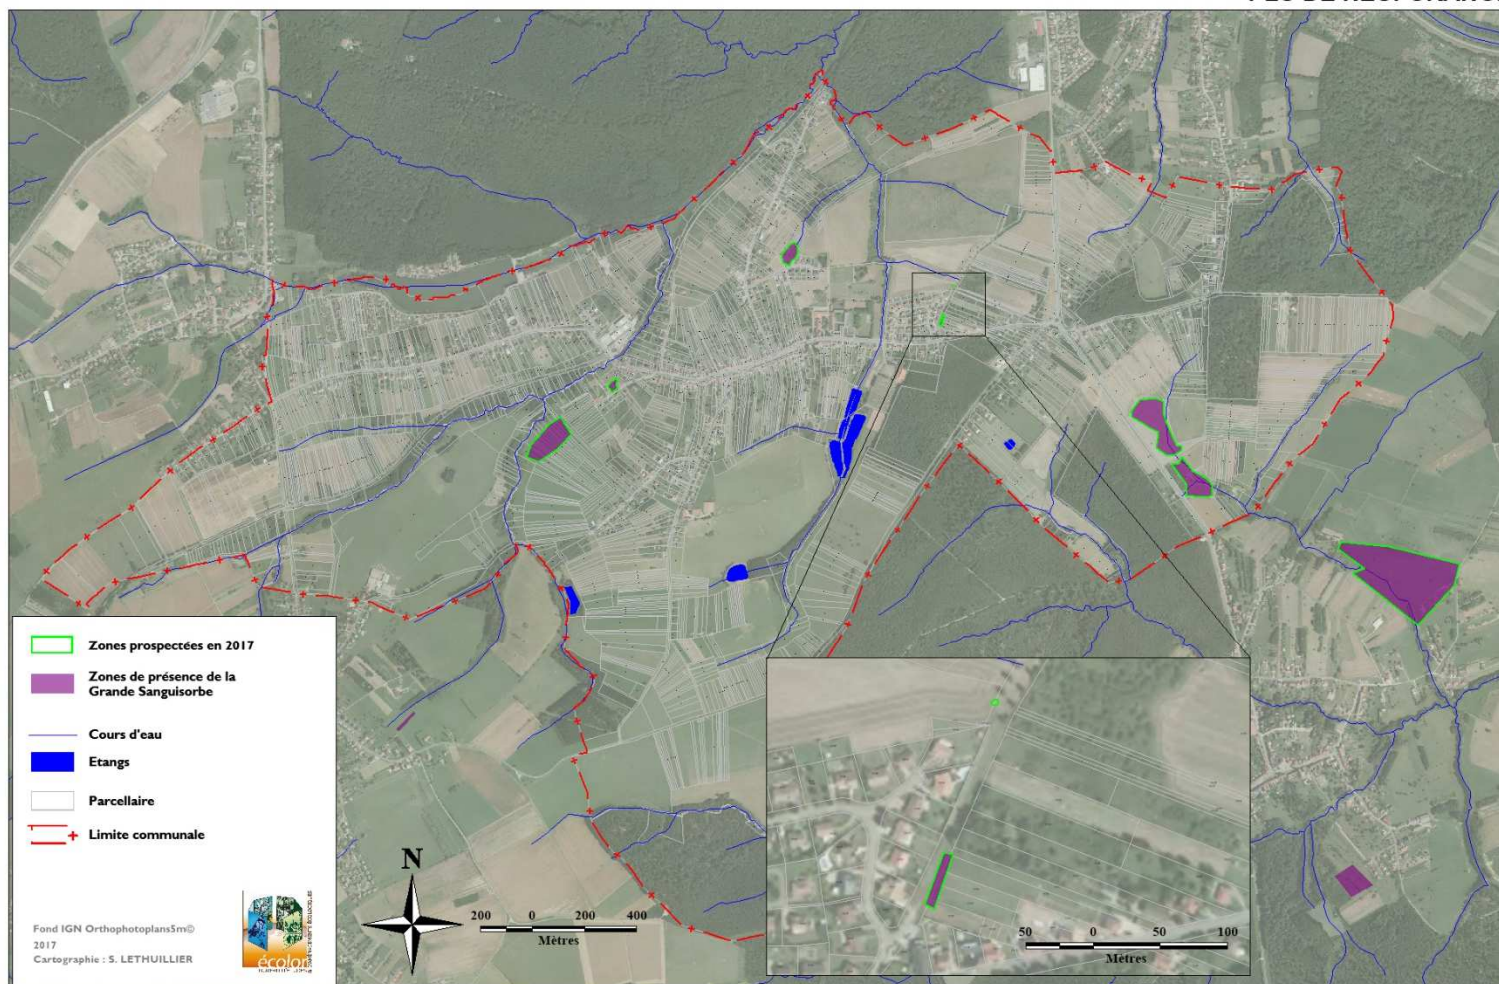 Zones prospectées en 2017
Zones de présence de la
Grande Sanguisorbe
Cours d'eau
Etangs
Parcellaire
Limite communale
Fond IGN Orthophotoplans5m©
2017
Cartographie : S. LETHUILLIER
écolor
N
200 0 200 400
Mètres
50 0 50 100
Mètres